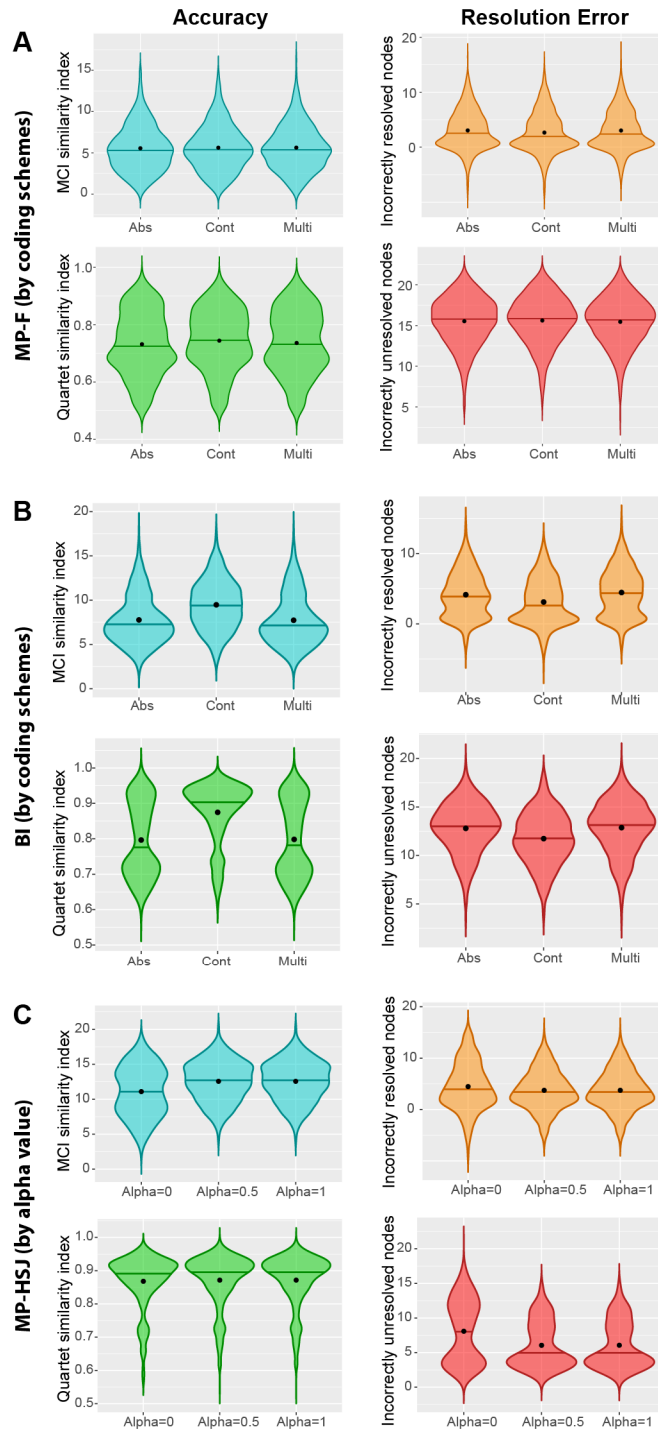 Accuracy
Resolution Error
A
MP-F (by coding schemes)
MCI similarity index
15
10
5
0
Abs
Cont
Multi
Incorrectly resolved nodes
20
10
0
Abs
Cont
Multi
Quartet similarity index
1.0
0.8
0.6
0.4
Abs
Cont
Multi
Incorrectly unresolved nodes
20
15
10
5
Abs
Cont
Multi
B
BI (by coding schemes)
MCI similarity index
20
15
10
5
0
Abs
Cont
Multi
Incorrectly resolved nodes
10
0
Abs
Cont
Multi
Quartet similarity index
1.0
0.9
0.8
0.7
0.6
0.5
Abs
Cont
Multi
Incorrectly unresolved nodes
20
15
10
5
Abs
Cont
Multi
C
MP-HSJ (by alpha value)
MCI similarity index
20
15
10
5
0
Alpha=0
Alpha=0.5
Alpha=1
Incorrectly resolved nodes
20
10
0
Alpha=0
Alpha=0.5
Alpha=1
Quartet similarity index
1.0
0.9
0.8
0.7
0.6
0.5
Alpha=0
Alpha=0.5
Alpha=1
Incorrectly unresolved nodes
20
15
10
5
0
Alpha=0
Alpha=0.5
Alpha=1